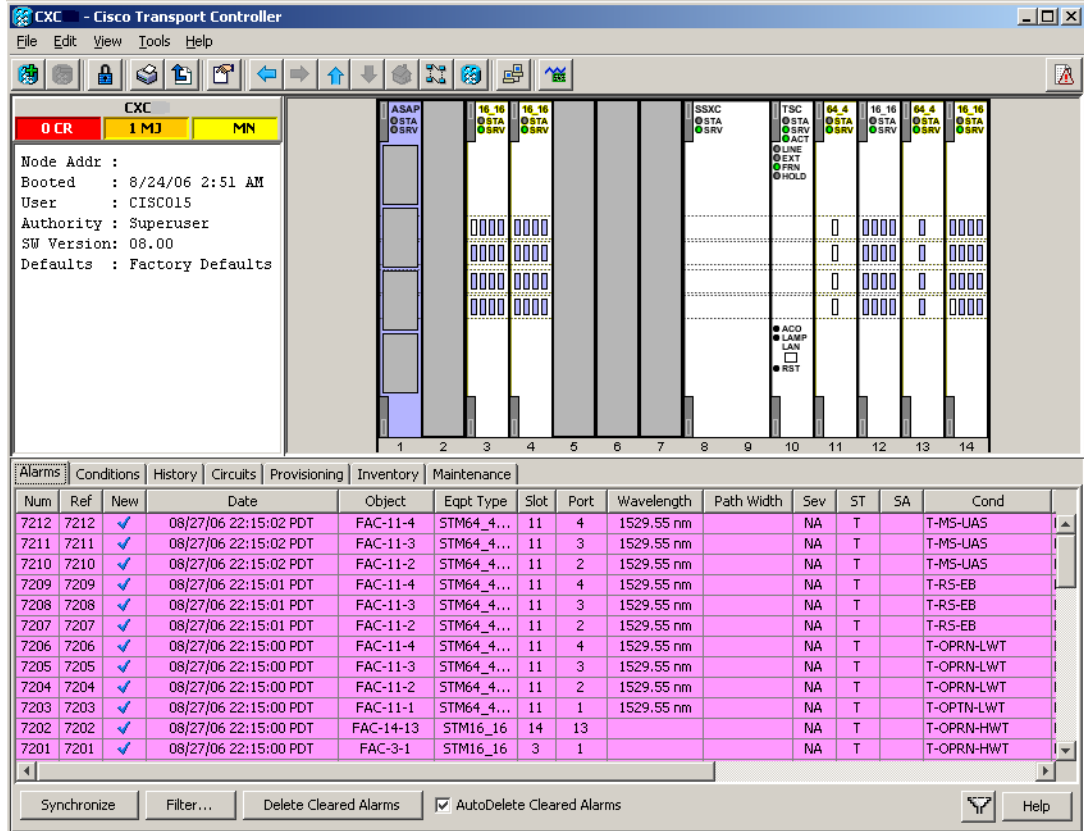 CXC - Cisco Transport Controller
File Edit View Tools Help
CXC
0 CR 1 MJ MN
Node Addr :
Booted : 8/24/06 2:51 AM
User : CISCO15
Authority : Superuser
SW Version: 08.00
Defaults : Factory Defaults
ASAP 16_16 16_16 SSXC TSC 64_4 16_16 64_4 16_16
STA STA STA STA STA STA STA STA STA
SRV SRV SRV SRV SRV SRV SRV SRV SRV
ACT
LINE
EXT
FRN
HOLD
ACO
LAMP
LAN
RST
1 2 3 4 5 6 7 8 9 10 11 12 13 14
Alarms Conditions History Circuits Provisioning Inventory Maintenance
Num Ref New Date Object Eqpt Type Slot Port Wavelength Path Width Sev ST SA Cond
7212 7212 08/27/06 22:15:02 PDT FAC-11-4 STM64_4... 11 4 1529.55 nm NA T T-MS-UAS
7211 7211 08/27/06 22:15:02 PDT FAC-11-3 STM64_4... 11 3 1529.55 nm NA T T-MS-UAS
7210 7210 08/27/06 22:15:02 PDT FAC-11-2 STM64_4... 11 2 1529.55 nm NA T T-MS-UAS
7209 7209 08/27/06 22:15:01 PDT FAC-11-4 STM64_4... 11 4 1529.55 nm NA T T-RS-EB
7208 7208 08/27/06 22:15:01 PDT FAC-11-3 STM64_4... 11 3 1529.55 nm NA T T-RS-EB
7207 7207 08/27/06 22:15:01 PDT FAC-11-2 STM64_4... 11 2 1529.55 nm NA T T-RS-EB
7206 7206 08/27/06 22:15:00 PDT FAC-11-4 STM64_4... 11 4 1529.55 nm NA T T-OPRN-LWT
7205 7205 08/27/06 22:15:00 PDT FAC-11-3 STM64_4... 11 3 1529.55 nm NA T T-OPRN-LWT
7204 7204 08/27/06 22:15:00 PDT FAC-11-2 STM64_4... 11 2 1529.55 nm NA T T-OPRN-LWT
7203 7203 08/27/06 22:15:00 PDT FAC-11-1 STM64_4... 11 1 1529.55 nm NA T T-OPTN-LWT
7202 7202 08/27/06 22:15:00 PDT FAC-14-13 STM16_16 14 13 NA T T-OPRN-HWT
7201 7201 08/27/06 22:15:00 PDT FAC-3-1 STM16_16 3 1 NA T T-OPRN-HWT
Synchronize Filter... Delete Cleared Alarms AutoDelete Cleared Alarms Help